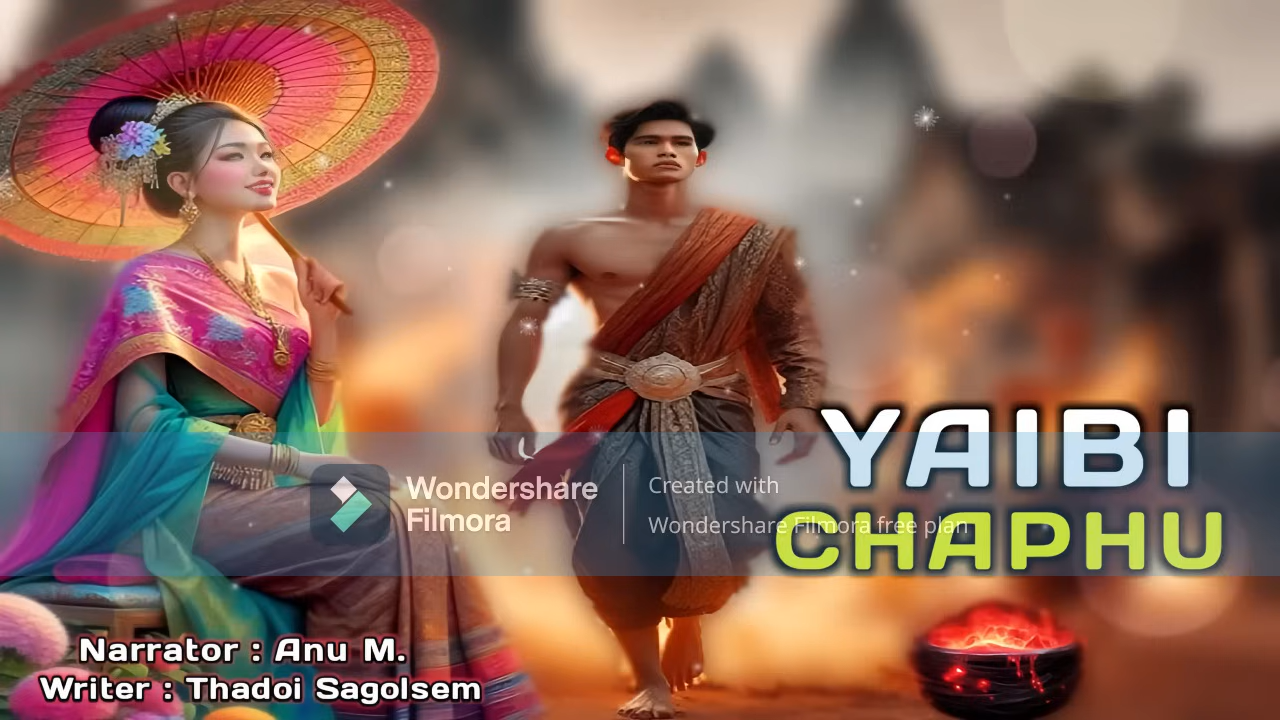 YAIBI
CHAPHU
Wondershare
Filmora
Created with
Wondershare Filmora free plan
Narrator : Anu M.
Writer : Thadoi Sagolsem